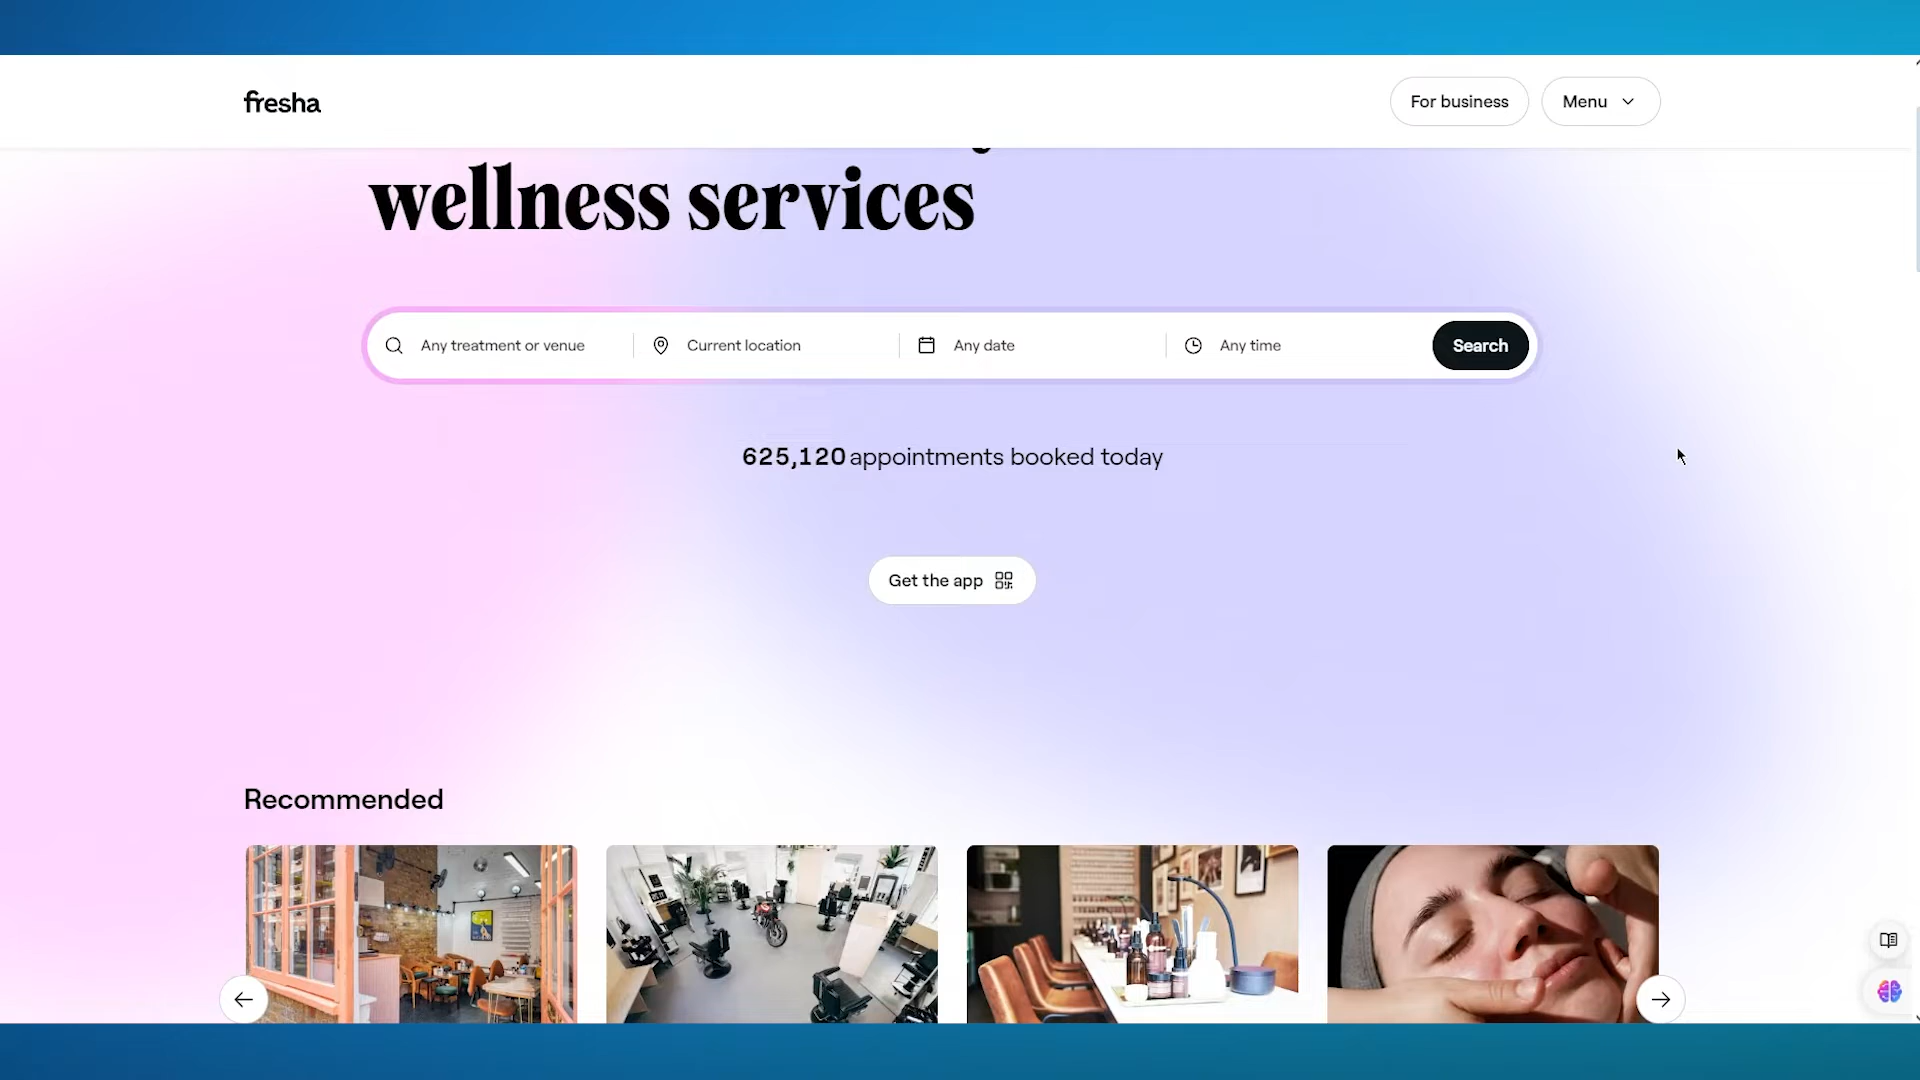 fresha
For business
Menu
wellness services
Any treatment or venue
Current location
Any date
Any time
Search
625,120 appointments booked today
Get the app
Recommended